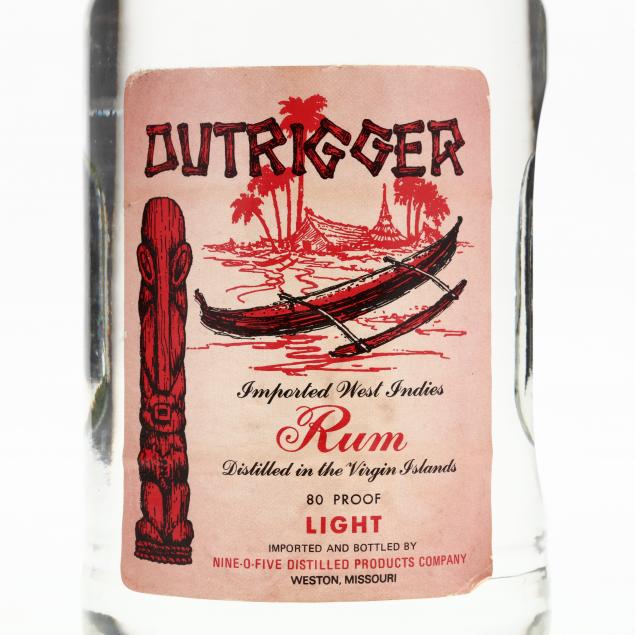 OUTRIGGER
Imported West Indies
Rum
Distilled in the Virgin Islands
80 PROOF
LIGHT
IMPORTED AND BOTTLED BY
NINE-O-FIVE DISTILLED PRODUCTS COMPANY
WESTON, MISSOURI